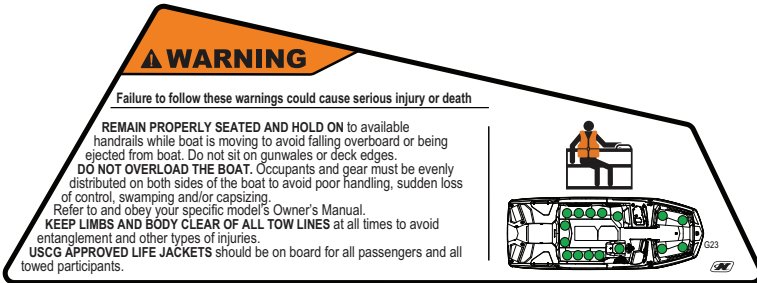 WARNING
Failure to follow these warnings could cause serious injury or death
REMAIN PROPERLY SEATED AND HOLD ON to available
handrails while boat is moving to avoid falling overboard or being
ejected from boat. Do not sit on gunwales or deck edges.
DO NOT OVERLOAD THE BOAT. Occupants and gear must be evenly
distributed on both sides of the boat to avoid poor handling, sudden loss
of control, swamping and/or capsizing.
Refer to and obey your specific model's Owner's Manual.
KEEP LIMBS AND BODY CLEAR OF ALL TOW LINES at all times to avoid
entanglement and other types of injuries.
USCG APPROVED LIFE JACKETS should be on board for all passengers and all
towed participants.
G23